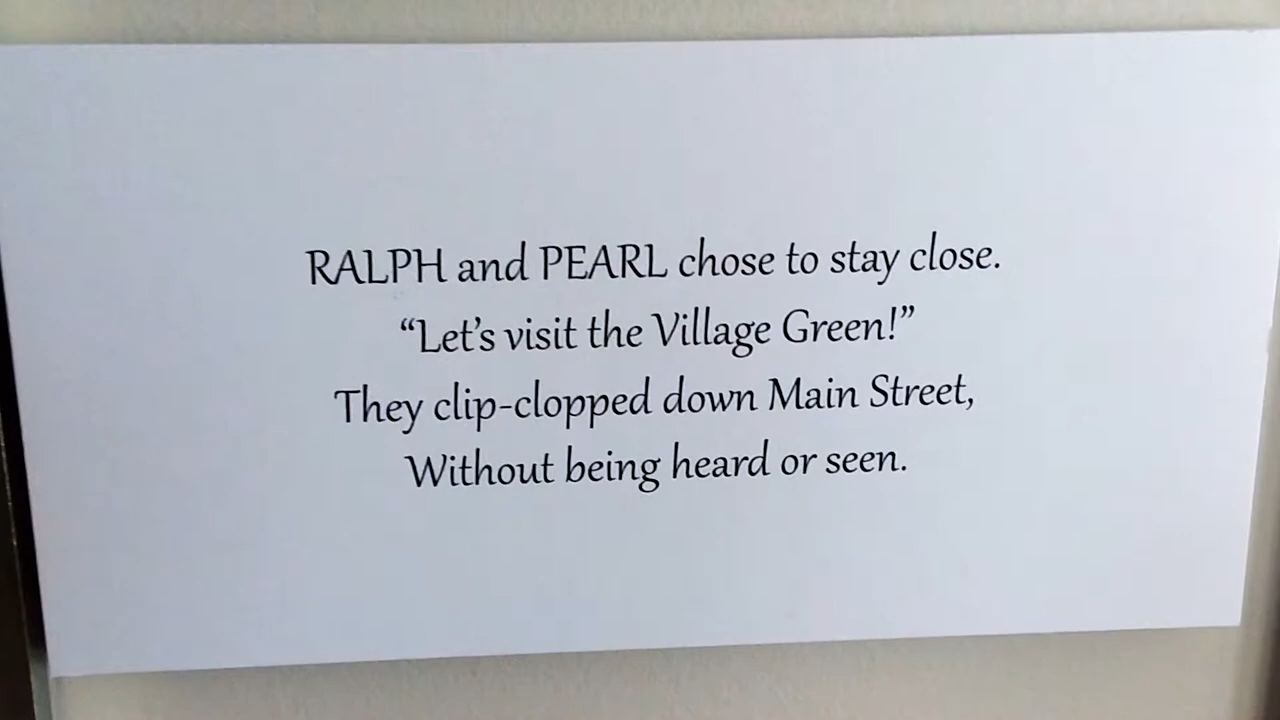 RALPH and PEARL chose to stay close.
“Let’s visit the Village Green!”
They clip-clopped down Main Street,
Without being heard or seen.